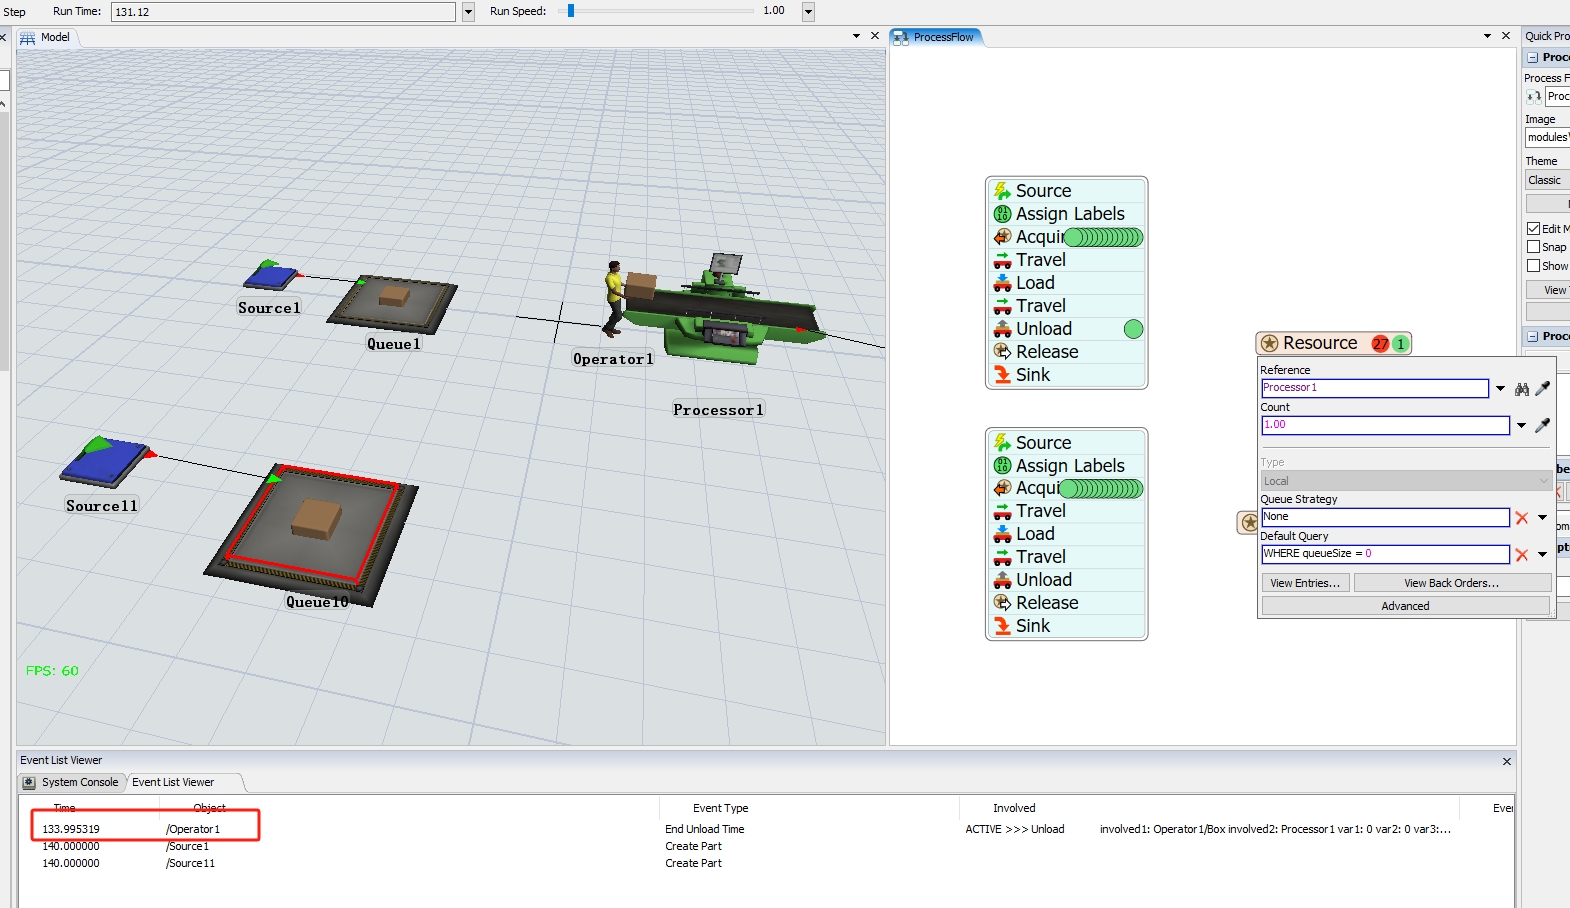 Step Run Time: 131.12 Run Speed: 1.00
Model
ProcessFlow
Quick Pro
Proc
Process F
Proc
Image
modules\
Theme
Classic
Edit M
Snap
Show
View
Proc
Source1
Queue1
Operator1
Processor1
Source11
Queue10
FPS: 60
Source
Assign Labels
Acquir
Travel
Load
Travel
Unload
Release
Sink
Source
Assign Labels
Acqui
Travel
Load
Travel
Unload
Release
Sink
Resource 27 1
Reference
Processor1
Count
1.00
Type
Local
Queue Strategy
None
Default Query
WHERE queueSize = 0
View Entries... View Back Orders...
Advanced
be
om
pt
Event List Viewer
System Console Event List Viewer
Time Object Event Type Involved Ever
133.995319 /Operator1 End Unload Time ACTIVE >>> Unload involved1: Operator1/Box involved2: Processor1 var1: 0 var2: 0 var3:...
140.000000 /Source1 Create Part
140.000000 /Source11 Create Part